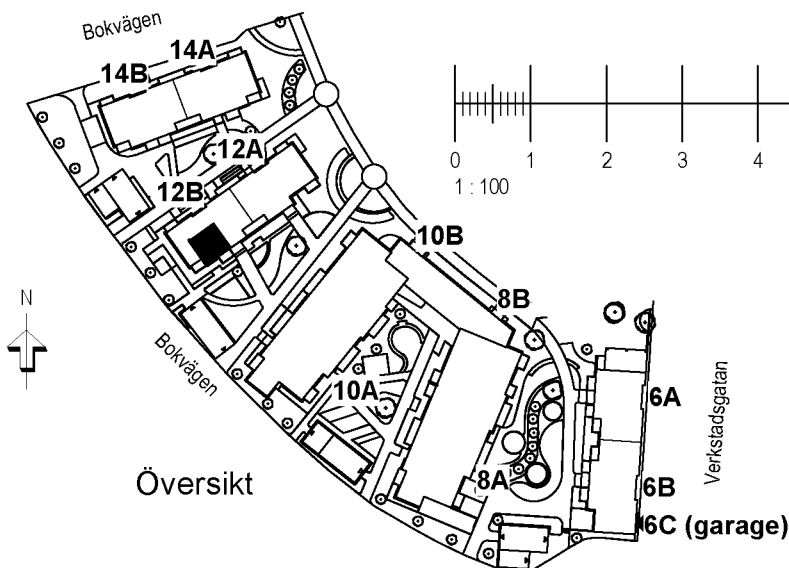 Bokvägen
14A
14B
12A
12B
0 1 2 3 4
1 : 100
10B
8B
N
Bokvägen
10A
6A
Verkstadsgatan
8A
6B
Översikt
6C (garage)